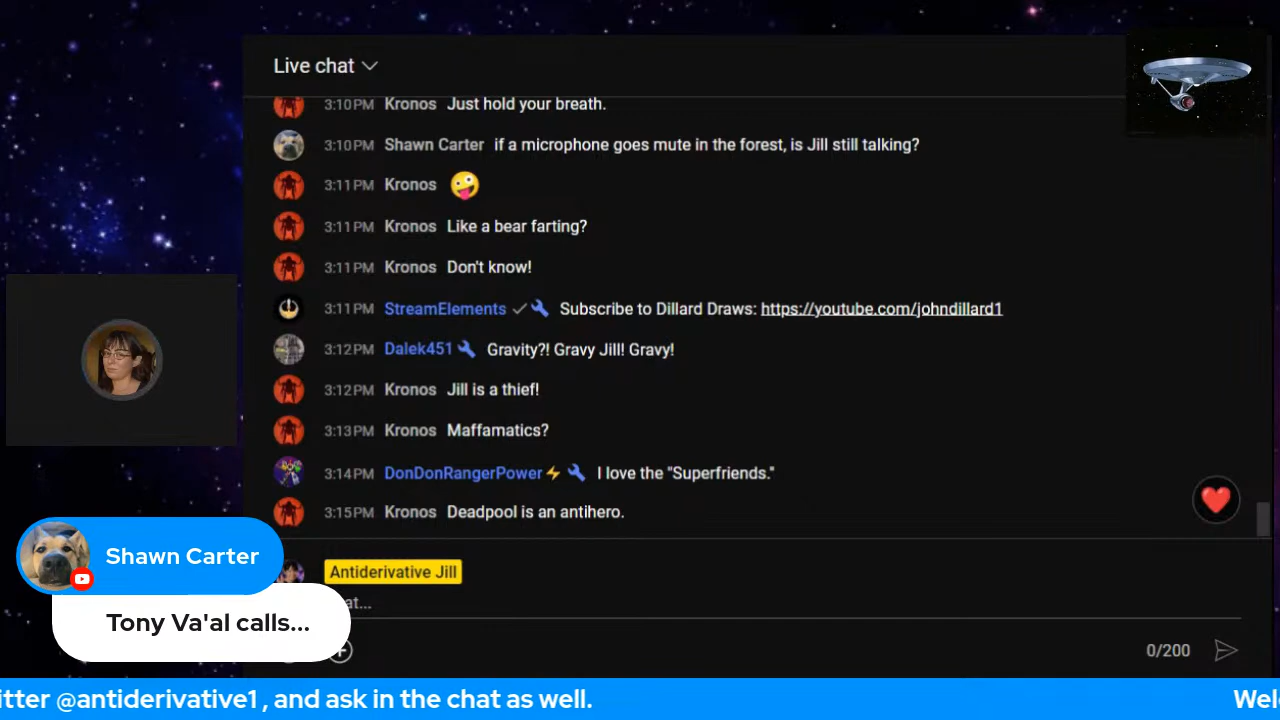 Live chat
3:10 PM Kronos Just hold your breath.
3:10 PM Shawn Carter if a microphone goes mute in the forest, is Jill still talking?
3:11 PM Kronos 🤪
3:11 PM Kronos Like a bear farting?
3:11 PM Kronos Don't know!
3:11 PM StreamElements Subscribe to Dillard Draws: https://youtube.com/johndillard1
3:12 PM Dalek451 Gravity?! Gravy Jill! Gravy!
3:12 PM Kronos Jill is a thief!
3:13 PM Kronos Maffamatics?
3:14 PM DonDonRangerPower I love the "Superfriends."
3:15 PM Kronos Deadpool is an antihero.
Shawn Carter
Antiderivative Jill
at...
Tony Va'al calls...
0/200
itter @antiderivative1 , and ask in the chat as well. Wel